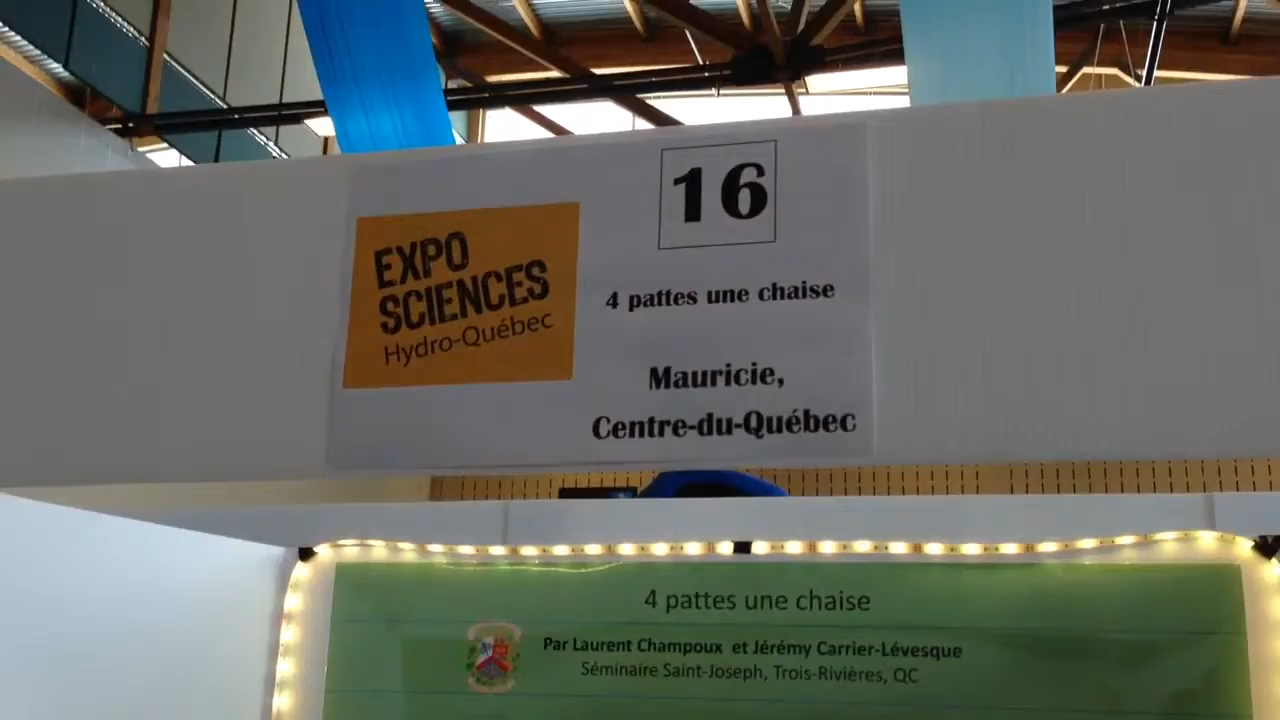 16
EXPO
SCIENCES
Hydro-Québec
4 pattes une chaise
Mauricie,
Centre-du-Québec
4 pattes une chaise
Par Laurent Champoux et Jérémy Carrier-Lévesque
Séminaire Saint-Joseph, Trois-Rivières, QC